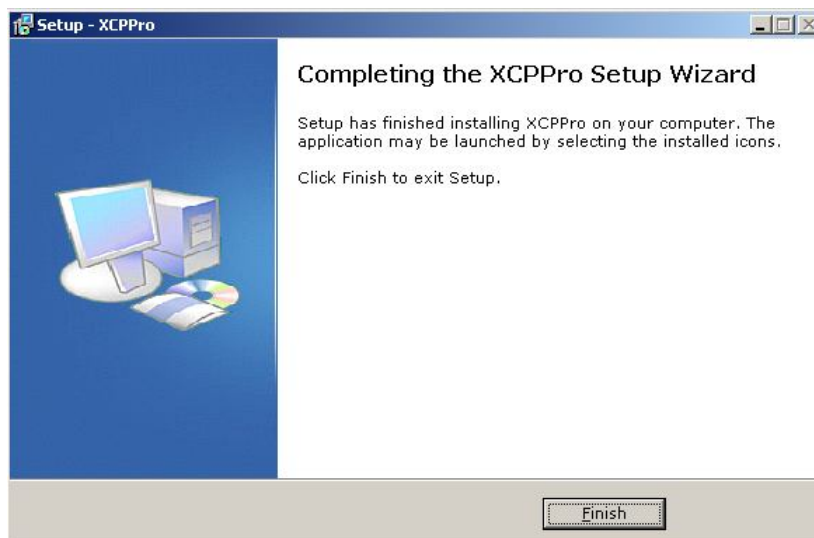 Setup - XCPPro
Completing the XCPPro Setup Wizard
Setup has finished installing XCPPro on your computer. The
application may be launched by selecting the installed icons.
Click Finish to exit Setup.
Finish